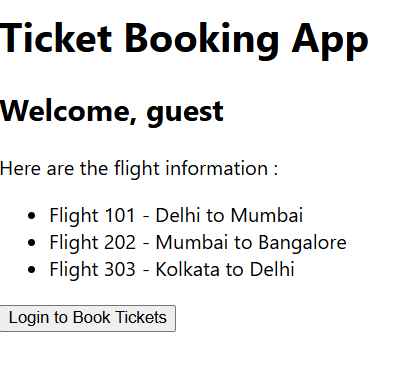 Ticket Booking App
Welcome, guest
Here are the flight information :
Flight 101 - Delhi to Mumbai
Flight 202 - Mumbai to Bangalore
Flight 303 - Kolkata to Delhi
Login to Book Tickets